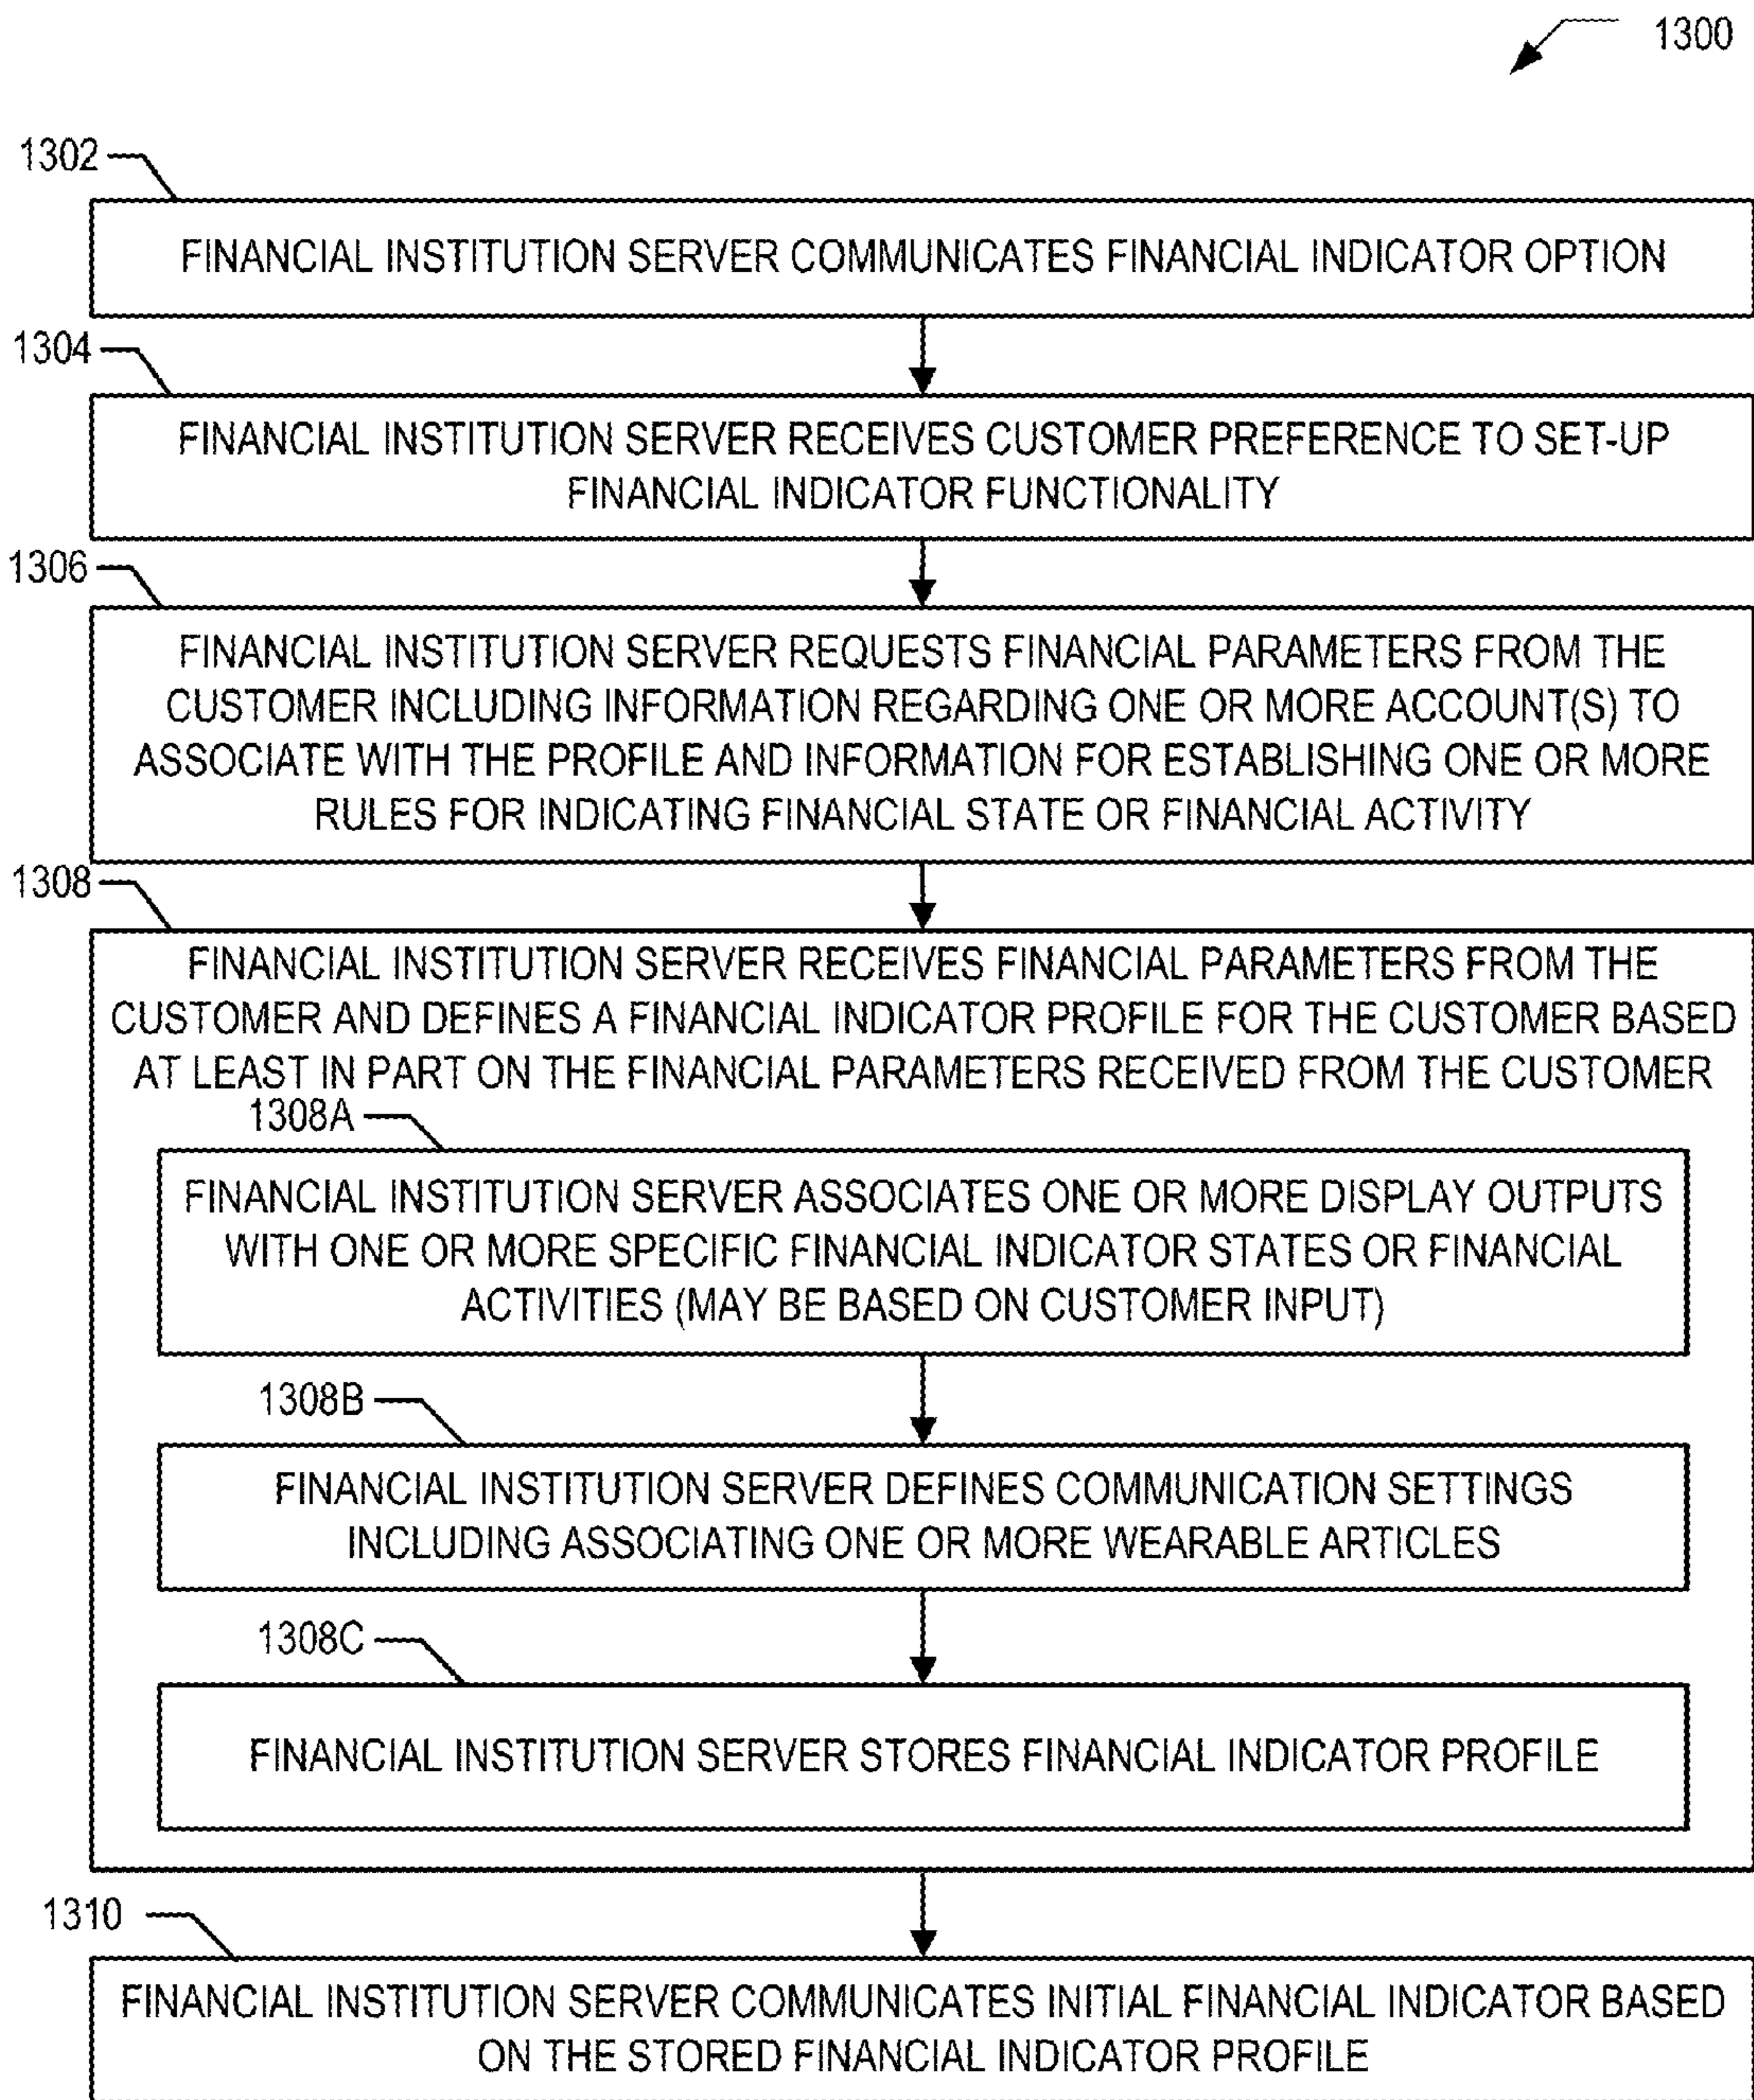 1300
1302
FINANCIAL INSTITUTION SERVER COMMUNICATES FINANCIAL INDICATOR OPTION
1304
FINANCIAL INSTITUTION SERVER RECEIVES CUSTOMER PREFERENCE TO SET-UP
FINANCIAL INDICATOR FUNCTIONALITY
1306
FINANCIAL INSTITUTION SERVER REQUESTS FINANCIAL PARAMETERS FROM THE
CUSTOMER INCLUDING INFORMATION REGARDING ONE OR MORE ACCOUNT(S) TO
ASSOCIATE WITH THE PROFILE AND INFORMATION FOR ESTABLISHING ONE OR MORE
RULES FOR INDICATING FINANCIAL STATE OR FINANCIAL ACTIVITY
1308
FINANCIAL INSTITUTION SERVER RECEIVES FINANCIAL PARAMETERS FROM THE
CUSTOMER AND DEFINES A FINANCIAL INDICATOR PROFILE FOR THE CUSTOMER BASED
AT LEAST IN PART ON THE FINANCIAL PARAMETERS RECEIVED FROM THE CUSTOMER
1308A
FINANCIAL INSTITUTION SERVER ASSOCIATES ONE OR MORE DISPLAY OUTPUTS
WITH ONE OR MORE SPECIFIC FINANCIAL INDICATOR STATES OR FINANCIAL
ACTIVITIES (MAY BE BASED ON CUSTOMER INPUT)
1308B
FINANCIAL INSTITUTION SERVER DEFINES COMMUNICATION SETTINGS
INCLUDING ASSOCIATING ONE OR MORE WEARABLE ARTICLES
1308C
FINANCIAL INSTITUTION SERVER STORES FINANCIAL INDICATOR PROFILE
1310
FINANCIAL INSTITUTION SERVER COMMUNICATES INITIAL FINANCIAL INDICATOR BASED
ON THE STORED FINANCIAL INDICATOR PROFILE